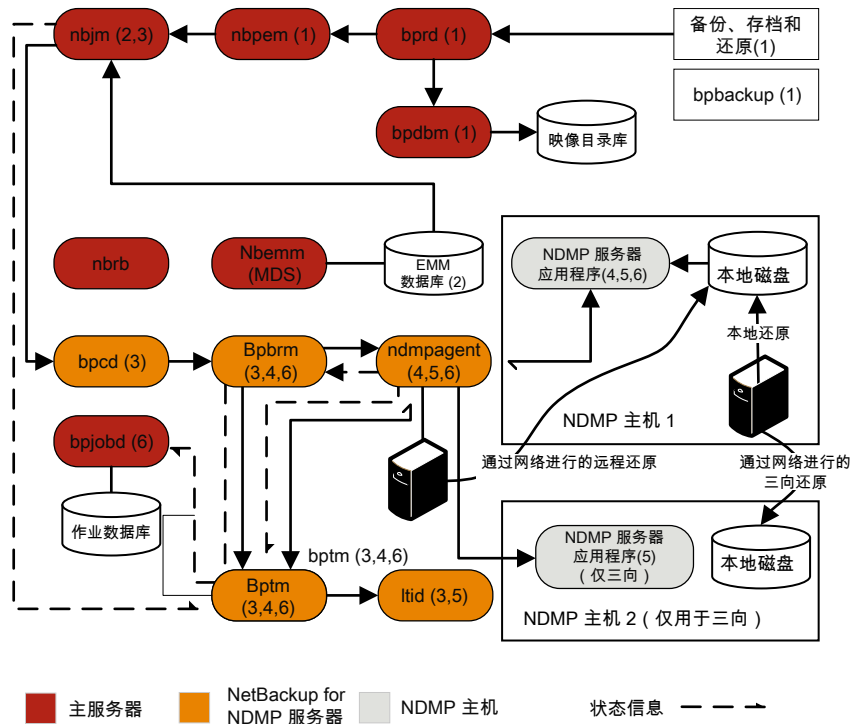 nbjm (2,3)
nbpem (1)
bprd (1)
备份、存档和
还原(1)
bpbackup (1)
bpdbm (1)
映像目录库
nbrb
Nbemm
(MDS)
EMM
数据库 (2)
NDMP 服务器
应用程序(4,5,6)
本地磁盘
本地还原
NDMP 主机 1
bpcd (3)
Bpbrm
(3,4,6)
ndmpagent
(4,5,6)
bpjobd (6)
作业数据库
通过网络进行的远程还原
通过网络进行的
三向还原
bptm (3,4,6)
Bptm
(3,4,6)
ltid (3,5)
NDMP 服务器
应用程序(5)
(仅三向)
本地磁盘
NDMP 主机 2 ( 仅用于三向 )
主服务器
NetBackup for
NDMP 服务器
NDMP 主机
状态信息